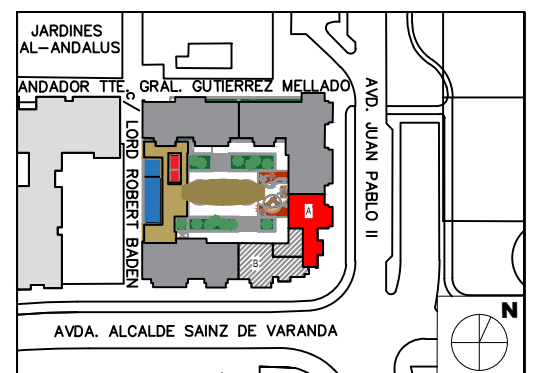 JARDINES
AL-ANDALUS
ANDADOR TTE. GRAL. GUTIERREZ MELLADO
c/ LORD ROBERT BADEN
AVD. JUAN PABLO II
A
B
AVDA. ALCALDE SAINZ DE VARANDA
N